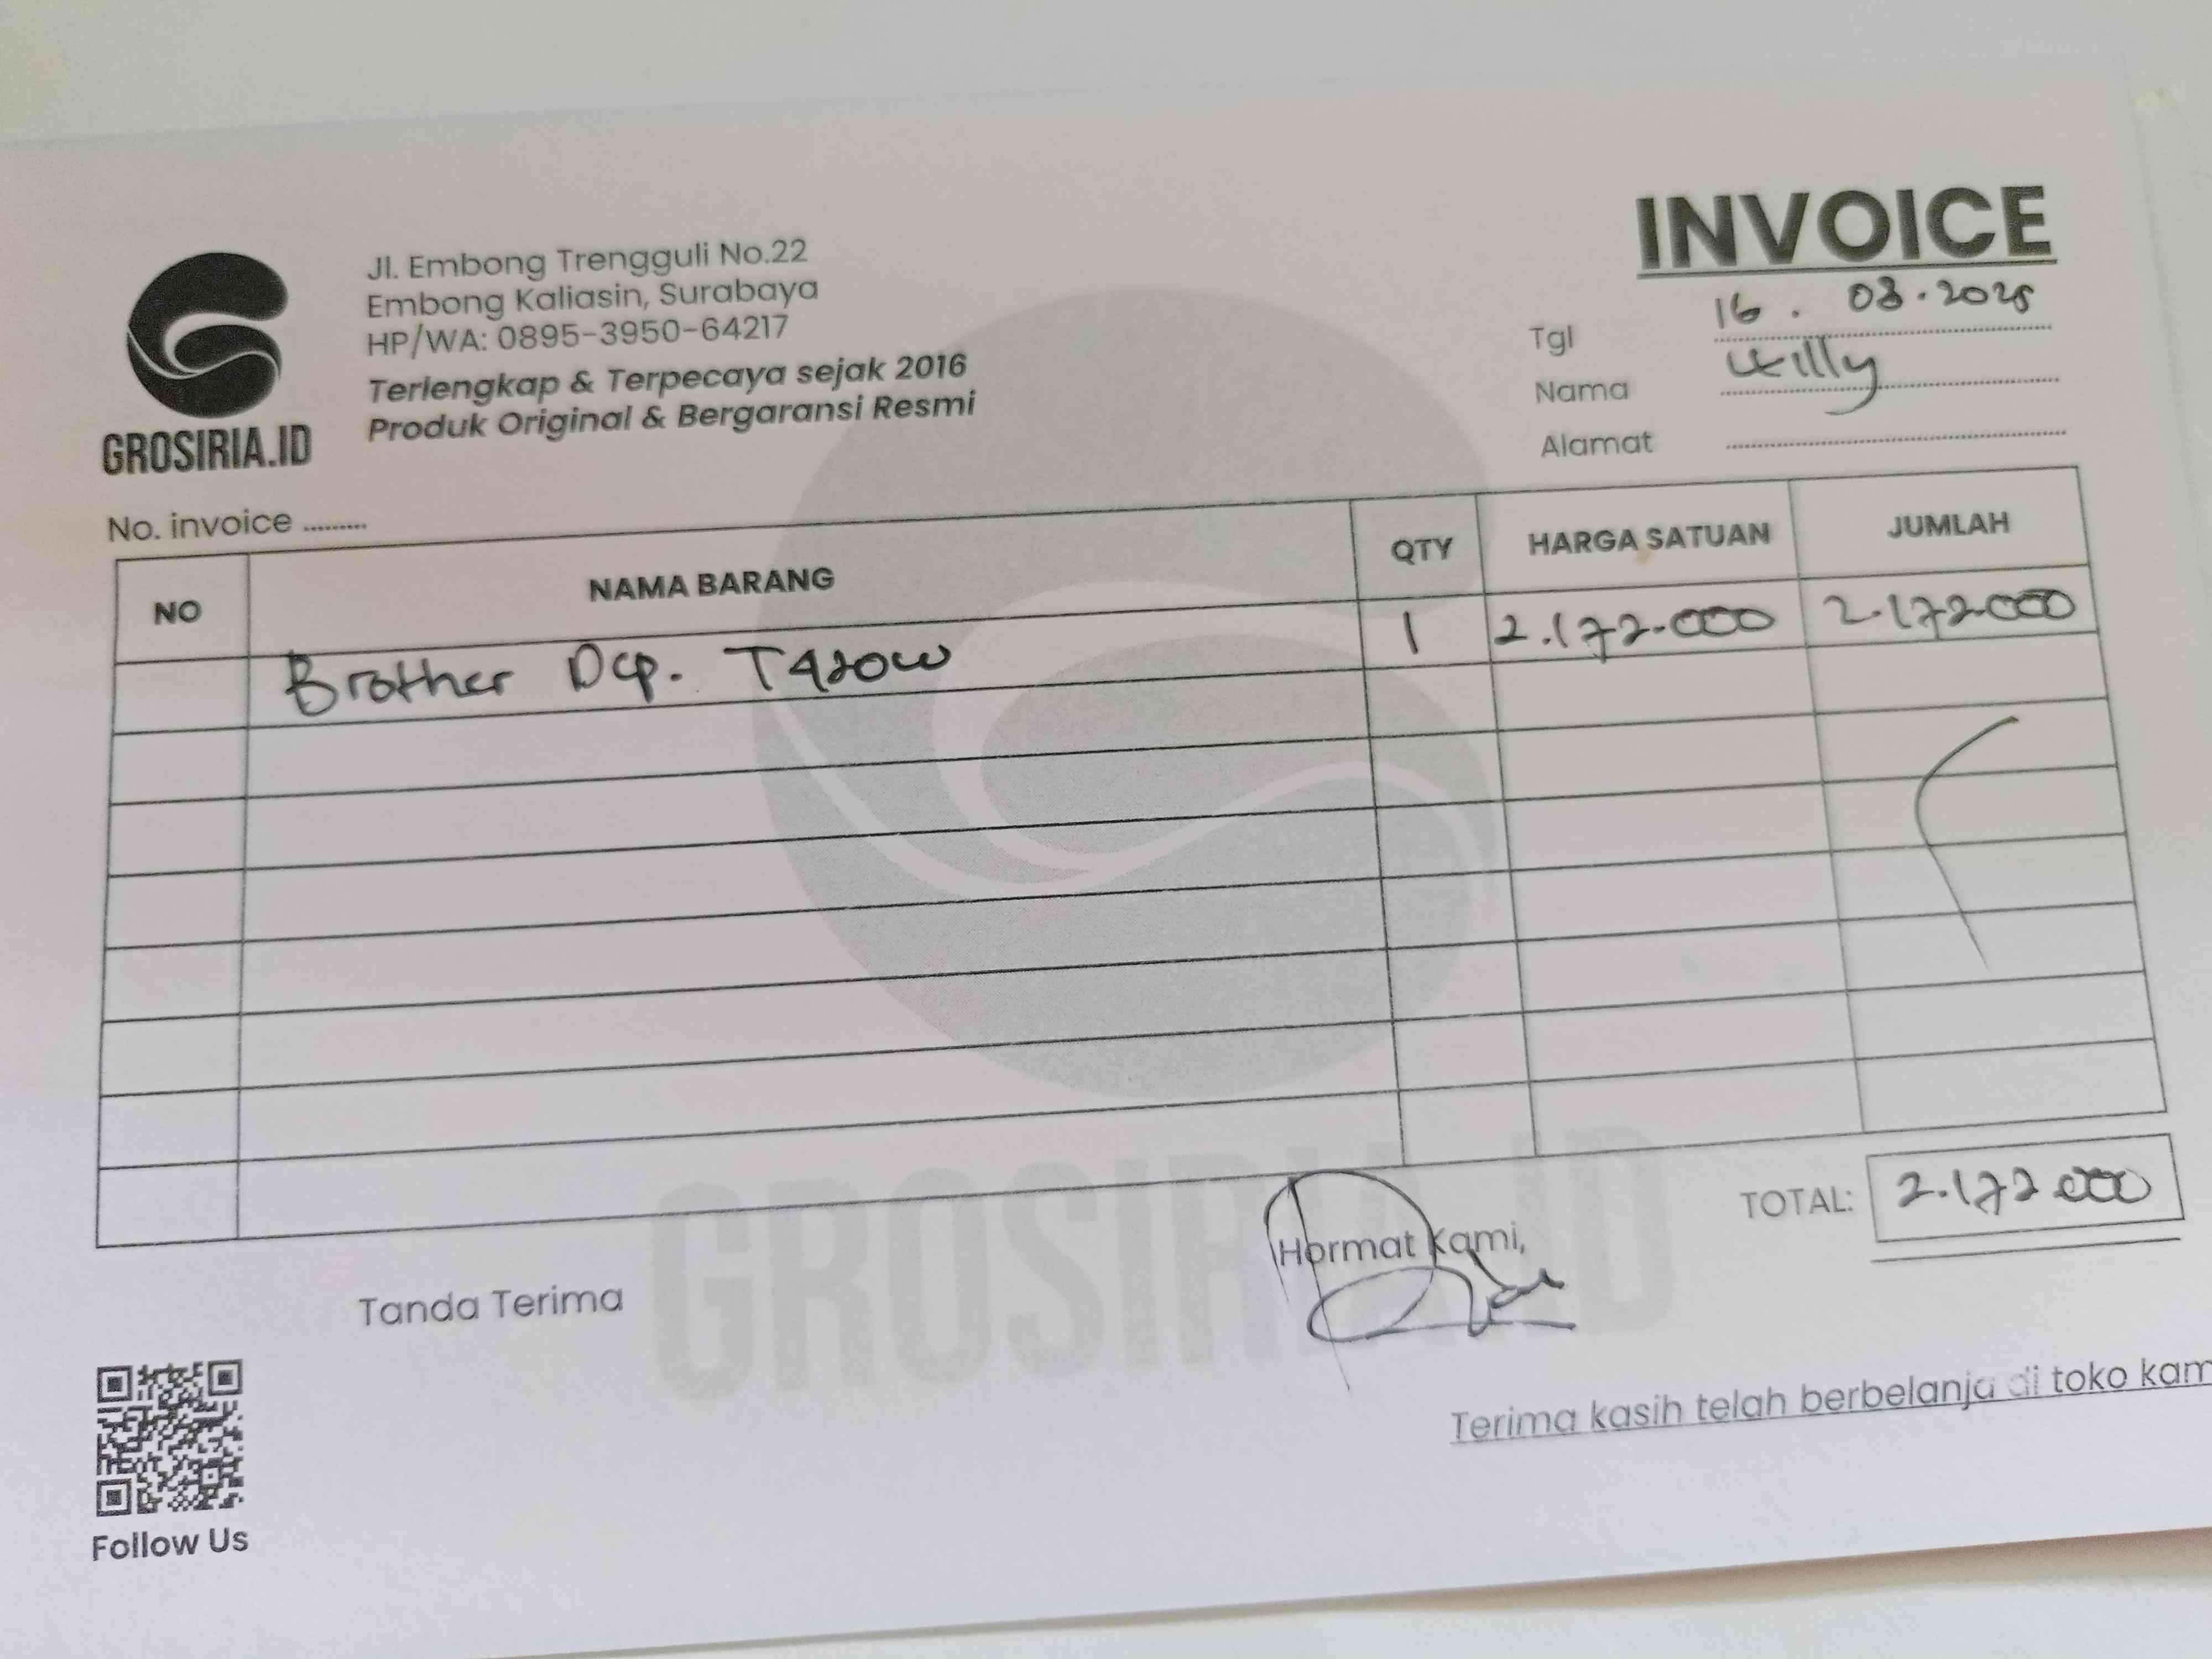 INVOICE
Jl. Embong Trengguli No.22
Embong Kaliasin, Surabaya
HP/WA: 0895-3950-64217
Terlengkap & Terpecaya sejak 2016
Produk Original & Bergaransi Resmi
GROSIRIA.ID
Tgl 16 . 08 . 2025
Nama Willy
Alamat
No. invoice .........
NO NAMA BARANG QTY HARGA SATUAN JUMLAH
Brother Dcp. T420W 1 2.172.000 2.172.000
GROSIRIA.ID
TOTAL: 2.172.000
Tanda Terima
Hormat Kami,
Terima kasih telah berbelanja di toko kam
Follow Us